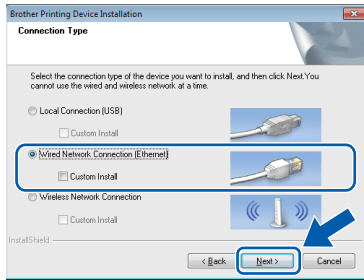 Brother Printing Device Installation
Connection Type
Select the connection type of the device you want to install, and then click Next.You
cannot use the wired and wireless network at a time.
Local Connection (USB)
Custom Install
Wired Network Connection (Ethernet)
Custom Install
Wireless Network Connection
Custom Install
InstallShield
< Back
Next >
Cancel